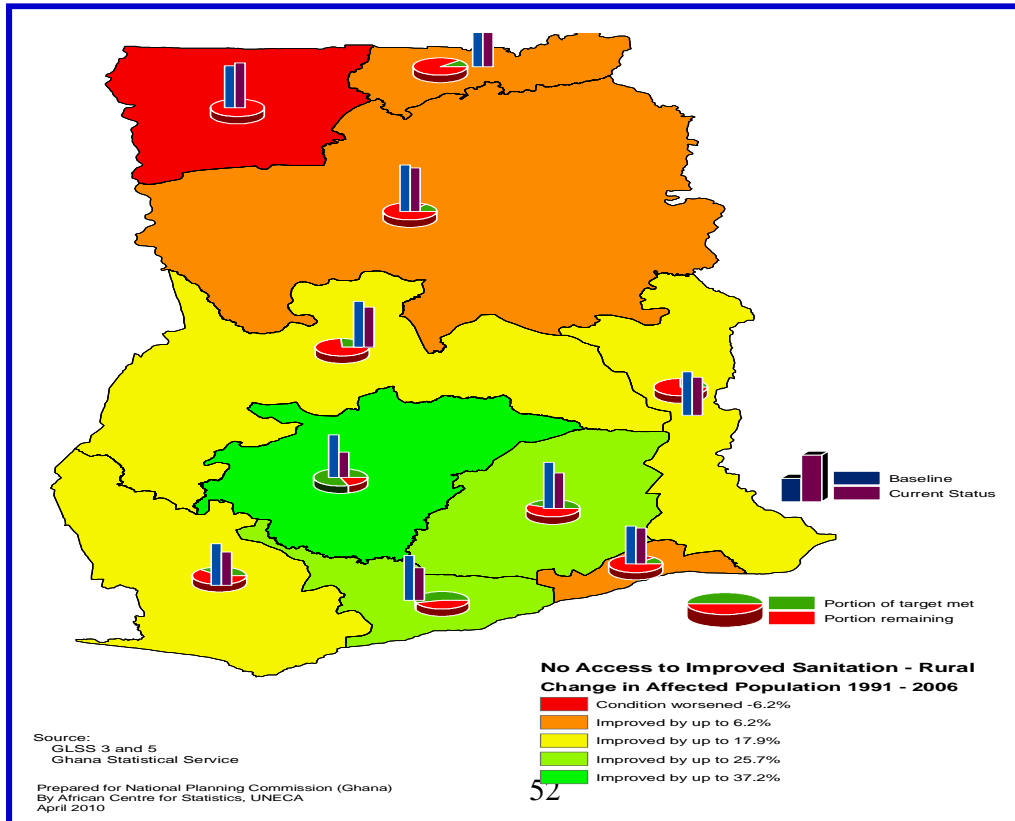 Baseline
Current Status
Portion of target met
Portion remaining
No Access to Improved Sanitation - Rural
Change in Affected Population 1991 - 2006
Condition worsened -6.2%
Improved by up to 6.2%
Improved by up to 17.9%
Improved by up to 25.7%
Improved by up to 37.2%
Source:
GLSS 3 and 5
Ghana Statistical Service
Prepared for National Planning Commission (Ghana)
By African Centre for Statistics, UNECA
April 2010
52